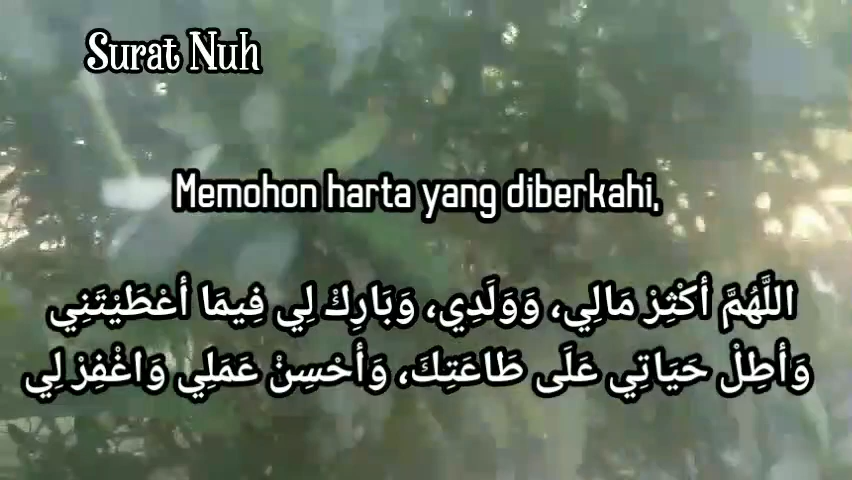 Surat Nuh
Memohon harta yang diberkahi,
اللَّهُمَّ أَكْثِرْ مَالِي، وَوَلَدِي، وَبَارِكْ لِي فِيمَا أَعْطَيْتَنِي
وَأَطِلْ حَيَاتِي عَلَى طَاعَتِكَ، وَأَحْسِنْ عَمَلِي وَاغْفِرْ لِي